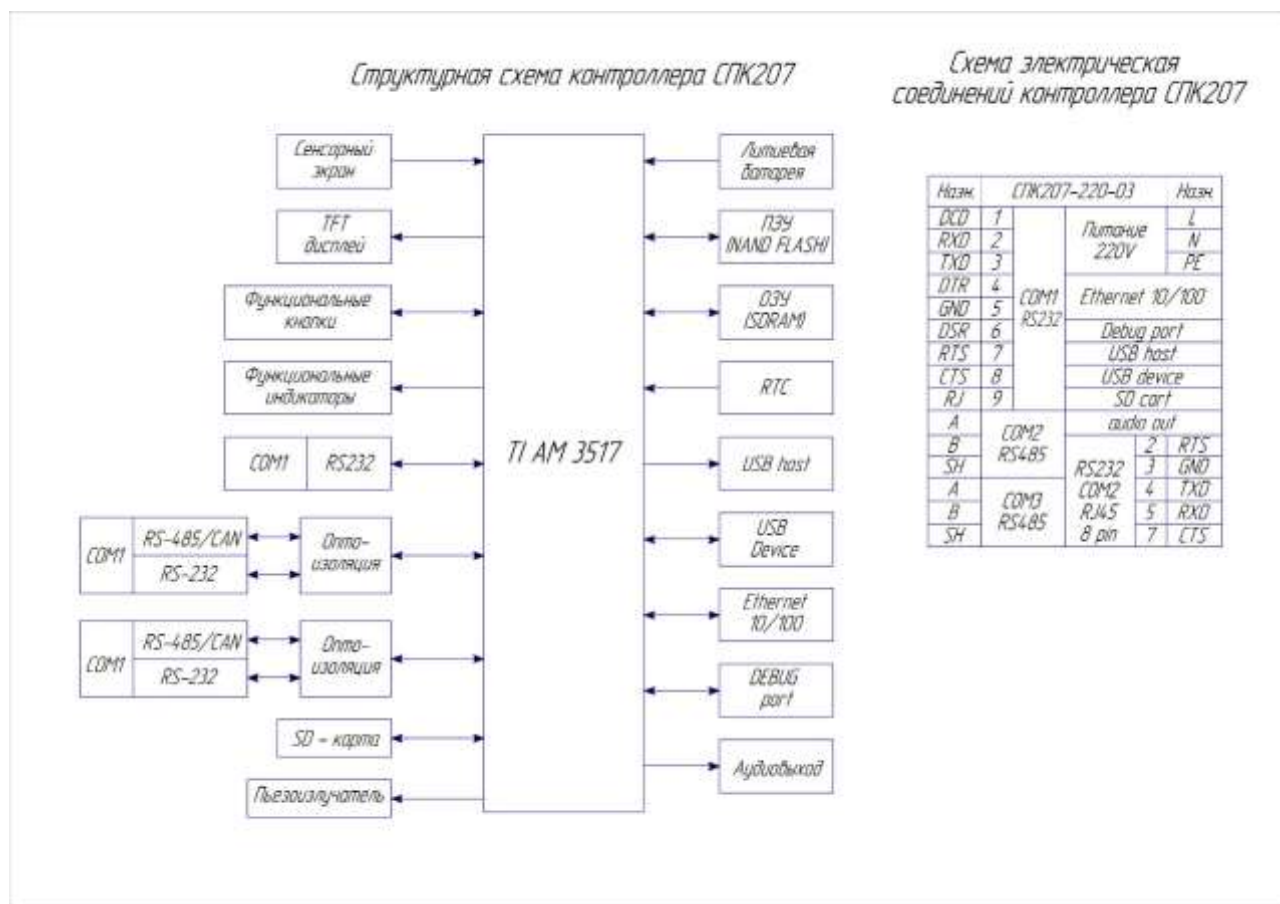 Структурная схема контроллера СПК207
Сенсорный
экран
TFT
дисплей
Функциональные
кнопки
Функциональные
индикаторы
COM1 RS232
COM1
RS-485/CAN
RS-232
Опто-
изоляция
COM1
RS-485/CAN
RS-232
Опто-
изоляция
SD - карта
Пьезоизлучатель
TI AM 3517
Литиевая
батарея
ПЗУ
(NAND FLASH)
ОЗУ
(SDRAM)
RTC
USB host
USB
Device
Ethernet
10/100
DEBUG
port
Аудиовыход
Схема электрическая
соединений контроллера СПК207
Назн. СПК207-220-03 Назн.
DCD 1
RXD 2
TXD 3
DTR 4
GND 5
DSR 6
RTS 7
CTS 8
RJ 9
COM1
RS232
A
B
SH
COM2
RS485
A
B
SH
COM3
RS485
Питание
220V
L
N
PE
Ethernet 10/100
Debug port
USB host
USB device
SD cart
audio out
RS232
COM2
RJ45
8 pin
2 RTS
3 GND
4 TXD
5 RXD
7 CTS